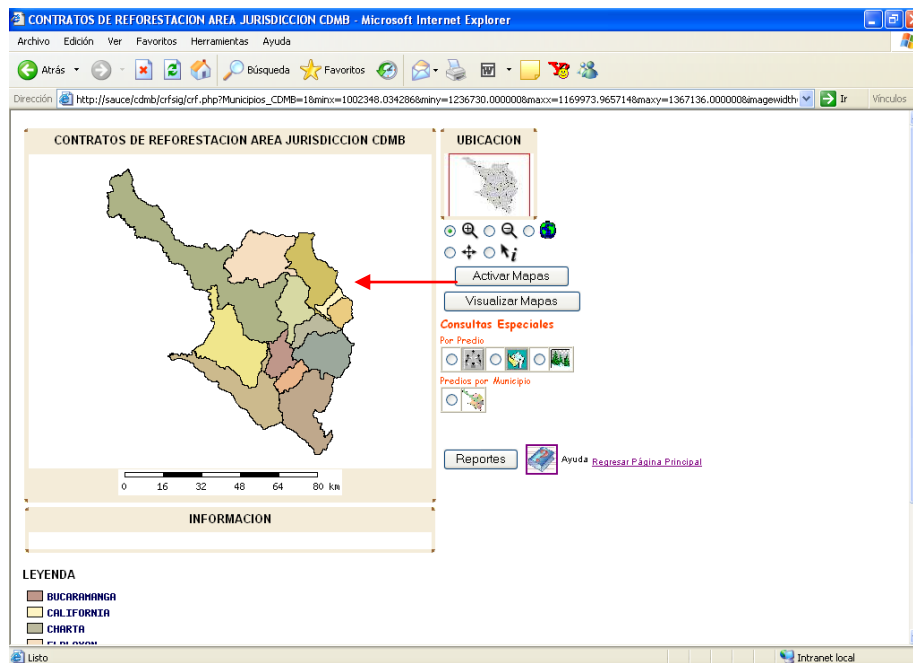 CONTRATOS DE REFORESTACION AREA JURISDICCION CDMB - Microsoft Internet Explorer
Archivo Edición Ver Favoritos Herramientas Ayuda
Atrás Búsqueda Favoritos
Dirección http://sauce/cdmb/crfsig/crf.php?Municipios_CDMB=1&minx=1002348.034286&miny=1236730.000000&maxx=1169973.965714&maxy=1367136.000000&imagewidth Ir Vínculos
CONTRATOS DE REFORESTACION AREA JURISDICCION CDMB
UBICACION
Activar Mapas
Visualizar Mapas
Consultas Especiales
Por Predio
Predios por Municipio
Reportes Ayuda Regresar Página Principal
0 16 32 48 64 80 km
INFORMACION
LEYENDA
BUCARAMANGA
CALIFORNIA
CHARTA
Listo Intranet local